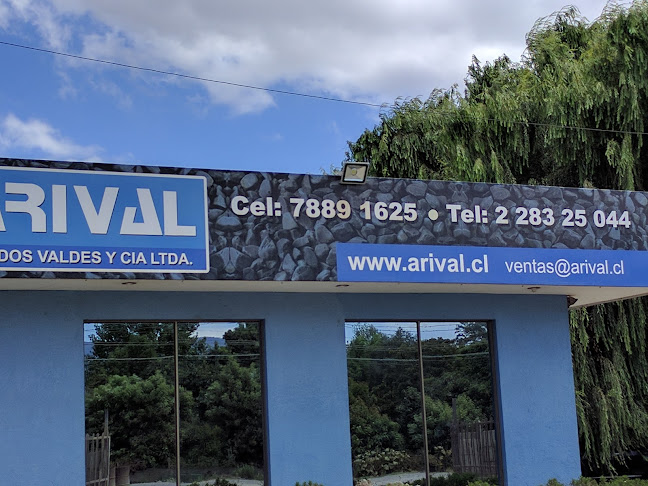 ARIVAL
DOS VALDES Y CIA LTDA.
Cel: 7889 1625 • Tel: 2 283 25 044
www.arival.cl ventas@arival.cl